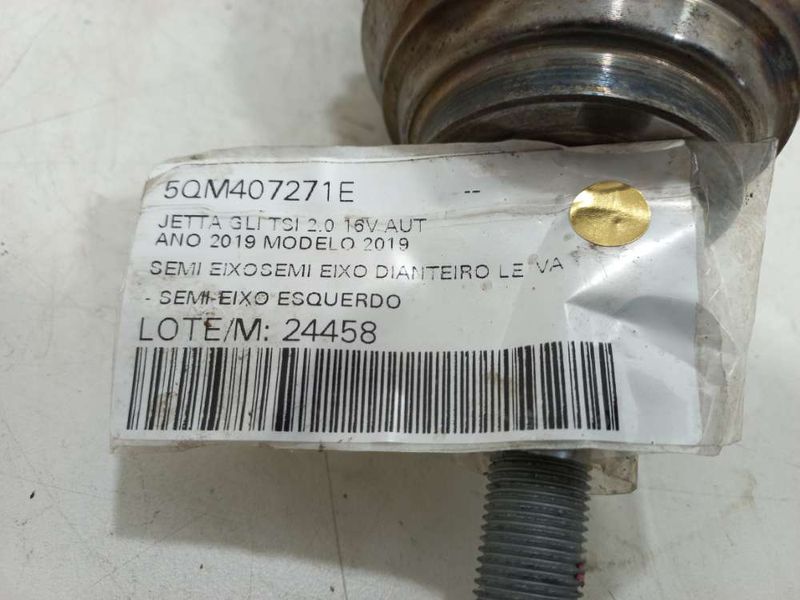 5QM407271E --
JETTA GLI TSI 2.0 16V AUT
ANO 2019 MODELO 2019
SEMI EIXOSEMI EIXO DIANTEIRO LE VA
- SEMI-EIXO ESQUERDO
LOTE/M: 24458